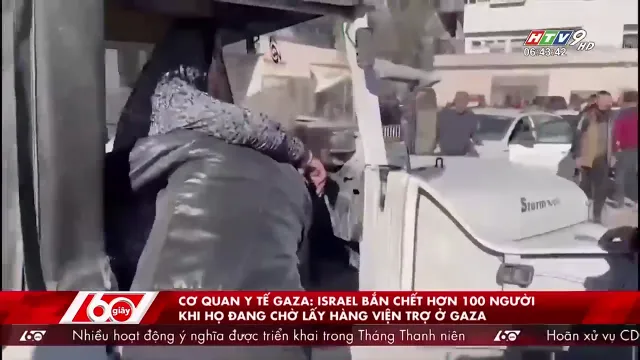 HTV9 HD
06:43:42
Storm
60 giây
CƠ QUAN Y TẾ GAZA: ISRAEL BẮN CHẾT HƠN 100 NGƯỜI
KHI HỌ ĐANG CHỜ LẤY HÀNG VIỆN TRỢ Ở GAZA
Nhiều hoạt động ý nghĩa được triển khai trong Tháng Thanh niên
60 giây
Hoãn xử vụ CD